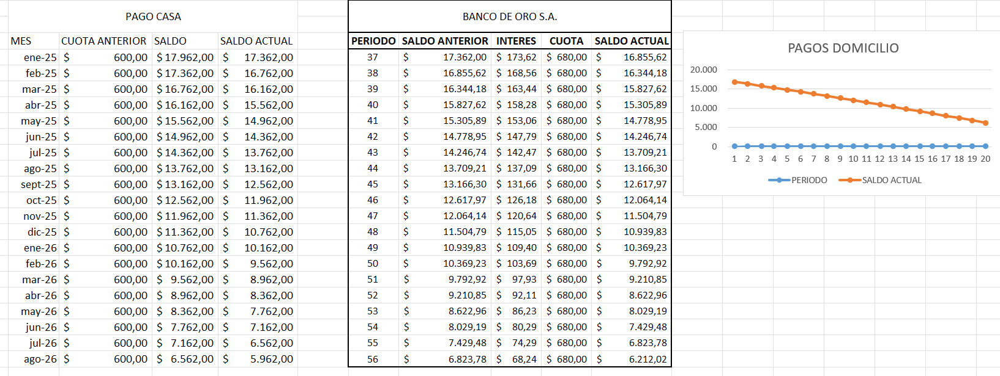 PAGO CASA
MES CUOTA ANTERIOR SALDO SALDO ACTUAL
ene-25 $ 600,00 $ 17.962,00 $ 17.362,00
feb-25 $ 600,00 $ 17.362,00 $ 16.762,00
mar-25 $ 600,00 $ 16.762,00 $ 16.162,00
abr-25 $ 600,00 $ 16.162,00 $ 15.562,00
may-25 $ 600,00 $ 15.562,00 $ 14.962,00
jun-25 $ 600,00 $ 14.962,00 $ 14.362,00
jul-25 $ 600,00 $ 14.362,00 $ 13.762,00
ago-25 $ 600,00 $ 13.762,00 $ 13.162,00
sept-25 $ 600,00 $ 13.162,00 $ 12.562,00
oct-25 $ 600,00 $ 12.562,00 $ 11.962,00
nov-25 $ 600,00 $ 11.962,00 $ 11.362,00
dic-25 $ 600,00 $ 11.362,00 $ 10.762,00
ene-26 $ 600,00 $ 10.762,00 $ 10.162,00
feb-26 $ 600,00 $ 10.162,00 $ 9.562,00
mar-26 $ 600,00 $ 9.562,00 $ 8.962,00
abr-26 $ 600,00 $ 8.962,00 $ 8.362,00
may-26 $ 600,00 $ 8.362,00 $ 7.762,00
jun-26 $ 600,00 $ 7.762,00 $ 7.162,00
jul-26 $ 600,00 $ 7.162,00 $ 6.562,00
ago-26 $ 600,00 $ 6.562,00 $ 5.962,00
BANCO DE ORO S.A.
PERIODO SALDO ANTERIOR INTERES CUOTA SALDO ACTUAL
37 $ 17.362,00 $ 173,62 $ 680,00 $ 16.855,62
38 $ 16.855,62 $ 168,56 $ 680,00 $ 16.344,18
39 $ 16.344,18 $ 163,44 $ 680,00 $ 15.827,62
40 $ 15.827,62 $ 158,28 $ 680,00 $ 15.305,89
41 $ 15.305,89 $ 153,06 $ 680,00 $ 14.778,95
42 $ 14.778,95 $ 147,79 $ 680,00 $ 14.246,74
43 $ 14.246,74 $ 142,47 $ 680,00 $ 13.709,21
44 $ 13.709,21 $ 137,09 $ 680,00 $ 13.166,30
45 $ 13.166,30 $ 131,66 $ 680,00 $ 12.617,97
46 $ 12.617,97 $ 126,18 $ 680,00 $ 12.064,14
47 $ 12.064,14 $ 120,64 $ 680,00 $ 11.504,79
48 $ 11.504,79 $ 115,05 $ 680,00 $ 10.939,83
49 $ 10.939,83 $ 109,40 $ 680,00 $ 10.369,23
50 $ 10.369,23 $ 103,69 $ 680,00 $ 9.792,92
51 $ 9.792,92 $ 97,93 $ 680,00 $ 9.210,85
52 $ 9.210,85 $ 92,11 $ 680,00 $ 8.622,96
53 $ 8.622,96 $ 86,23 $ 680,00 $ 8.029,19
54 $ 8.029,19 $ 80,29 $ 680,00 $ 7.429,48
55 $ 7.429,48 $ 74,29 $ 680,00 $ 6.823,78
56 $ 6.823,78 $ 68,24 $ 680,00 $ 6.212,02
PAGOS DOMICILIO
20.000
15.000
10.000
5.000
0
1 2 3 4 5 6 7 8 9 10 11 12 13 14 15 16 17 18 19 20
PERIODO SALDO ACTUAL